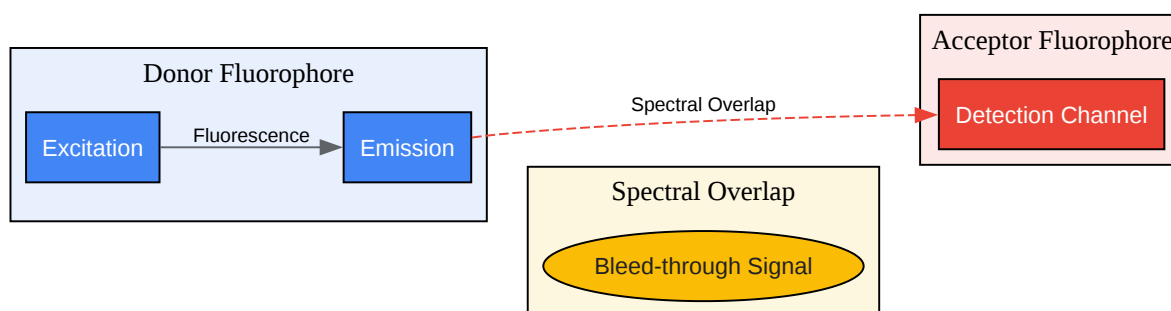 Donor Fluorophore
Excitation
Fluorescence
Emission
Spectral Overlap
Acceptor Fluorophore
Detection Channel
Spectral Overlap
Bleed-through Signal